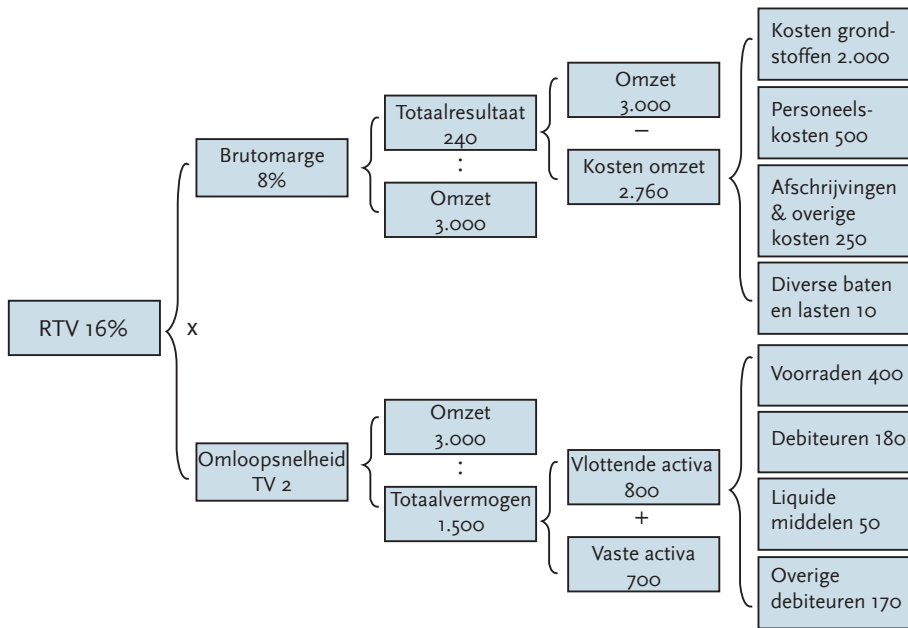 Kosten grond-
stoffen 2.000
Omzet
3.000
–
Personeels-
kosten 500
Totaalresultaat
240
:
Brutomarge
8%
Kosten omzet
2.760
Afschrijvingen
& overige
kosten 250
Omzet
3.000
Diverse baten
en lasten 10
RTV 16%
x
Voorraden 400
Omzet
3.000
:
Debiteuren 180
Omloopsnelheid
TV 2
Vlottende activa
800
+
Totaalvermogen
1.500
Liquide
middelen 50
Vaste activa
700
Overige
debiteuren 170